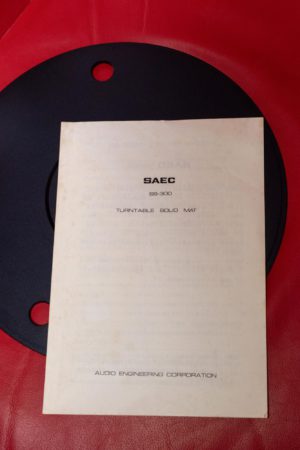 SAEC
SS-300
TURNTABLE SOLID MAT
AUDIO ENGINEERING CORPORATION